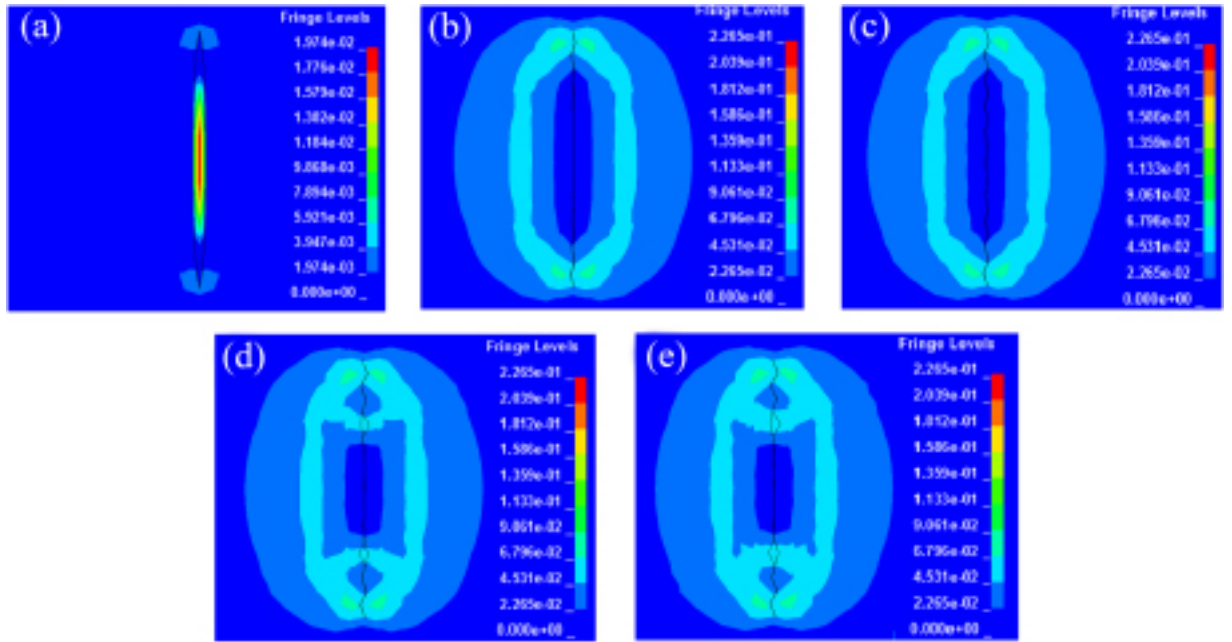 (a)
Fringe Levels
1.974e-02
1.776e-02
1.579e-02
1.382e-02
1.184e-02
9.868e-03
7.894e-03
5.921e-03
3.947e-03
1.974e-03
0.000e+00
(b)
Fringe Levels
2.265e-01
2.039e-01
1.812e-01
1.586e-01
1.359e-01
1.133e-01
9.061e-02
6.796e-02
4.531e-02
2.265e-02
0.000e+00
(c)
Fringe Levels
2.265e-01
2.039e-01
1.812e-01
1.586e-01
1.359e-01
1.133e-01
9.061e-02
6.796e-02
4.531e-02
2.265e-02
0.000e+00
(d)
Fringe Levels
2.265e-01
2.039e-01
1.812e-01
1.586e-01
1.359e-01
1.133e-01
9.061e-02
6.796e-02
4.531e-02
2.265e-02
0.000e+00
(e)
Fringe Levels
2.265e-01
2.039e-01
1.812e-01
1.586e-01
1.359e-01
1.133e-01
9.061e-02
6.796e-02
4.531e-02
2.265e-02
0.000e+00